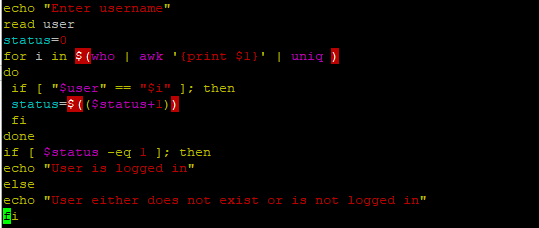 echo "Enter username"
read user
status=0
for i in $(who | awk '{print $1}' | uniq )
do
if [ "$user" == "$i" ]; then
status=$(($status+1))
fi
done
if [ $status -eq 1 ]; then
echo "User is logged in"
else
echo "User either does not exist or is not logged in"
fi